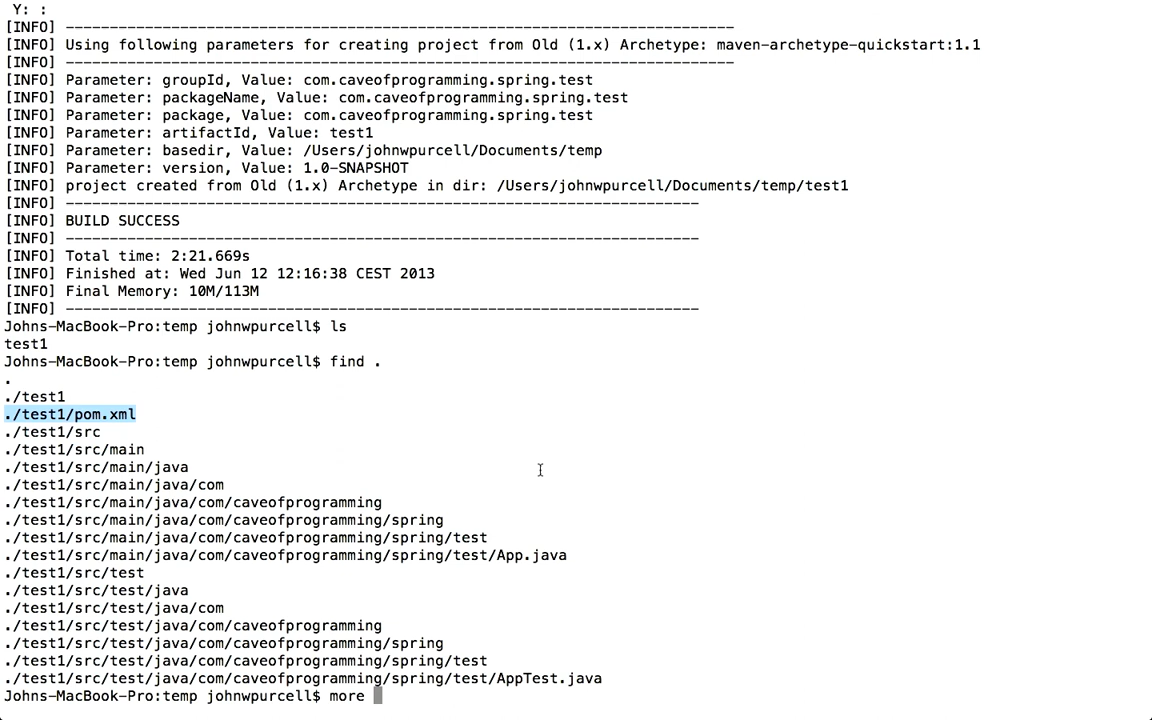 Y: :
[INFO] ----------------------------------------------------------------------------
[INFO] Using following parameters for creating project from Old (1.x) Archetype: maven-archetype-quickstart:1.1
[INFO] ----------------------------------------------------------------------------
[INFO] Parameter: groupId, Value: com.caveofprogramming.spring.test
[INFO] Parameter: packageName, Value: com.caveofprogramming.spring.test
[INFO] Parameter: package, Value: com.caveofprogramming.spring.test
[INFO] Parameter: artifactId, Value: test1
[INFO] Parameter: basedir, Value: /Users/johnwpurcell/Documents/temp
[INFO] Parameter: version, Value: 1.0-SNAPSHOT
[INFO] project created from Old (1.x) Archetype in dir: /Users/johnwpurcell/Documents/temp/test1
[INFO] ------------------------------------------------------------------------
[INFO] BUILD SUCCESS
[INFO] ------------------------------------------------------------------------
[INFO] Total time: 2:21.669s
[INFO] Finished at: Wed Jun 12 12:16:38 CEST 2013
[INFO] Final Memory: 10M/113M
[INFO] ------------------------------------------------------------------------
Johns-MacBook-Pro:temp johnwpurcell$ ls
test1
Johns-MacBook-Pro:temp johnwpurcell$ find .
.
./test1
./test1/pom.xml
./test1/src
./test1/src/main
./test1/src/main/java
./test1/src/main/java/com
./test1/src/main/java/com/caveofprogramming
./test1/src/main/java/com/caveofprogramming/spring
./test1/src/main/java/com/caveofprogramming/spring/test
./test1/src/main/java/com/caveofprogramming/spring/test/App.java
./test1/src/test
./test1/src/test/java
./test1/src/test/java/com
./test1/src/test/java/com/caveofprogramming
./test1/src/test/java/com/caveofprogramming/spring
./test1/src/test/java/com/caveofprogramming/spring/test
./test1/src/test/java/com/caveofprogramming/spring/test/AppTest.java
Johns-MacBook-Pro:temp johnwpurcell$ more